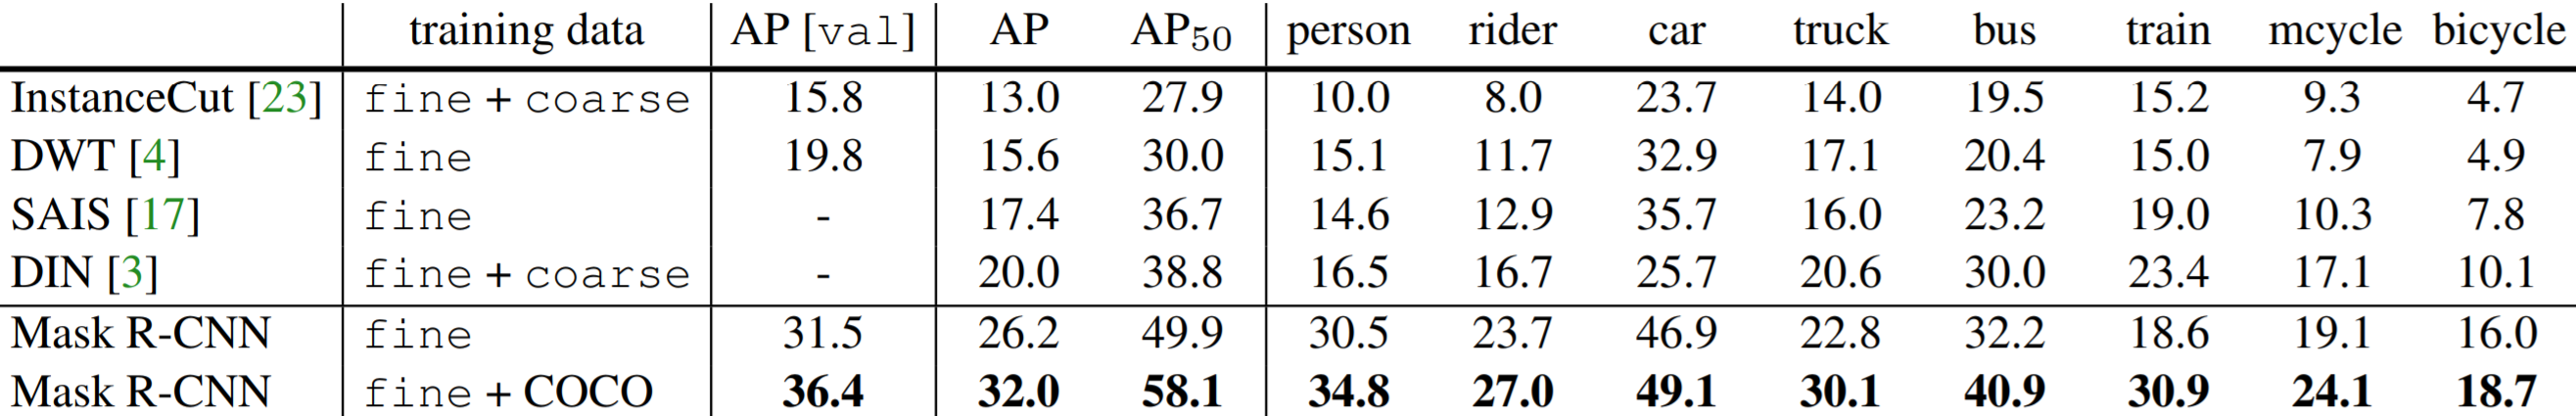 training data AP [val] AP AP50 person rider car truck bus train mcycle bicycle
InstanceCut [23] fine + coarse 15.8 13.0 27.9 10.0 8.0 23.7 14.0 19.5 15.2 9.3 4.7
DWT [4] fine 19.8 15.6 30.0 15.1 11.7 32.9 17.1 20.4 15.0 7.9 4.9
SAIS [17] fine - 17.4 36.7 14.6 12.9 35.7 16.0 23.2 19.0 10.3 7.8
DIN [3] fine + coarse - 20.0 38.8 16.5 16.7 25.7 20.6 30.0 23.4 17.1 10.1
Mask R-CNN fine 31.5 26.2 49.9 30.5 23.7 46.9 22.8 32.2 18.6 19.1 16.0
Mask R-CNN fine + COCO 36.4 32.0 58.1 34.8 27.0 49.1 30.1 40.9 30.9 24.1 18.7